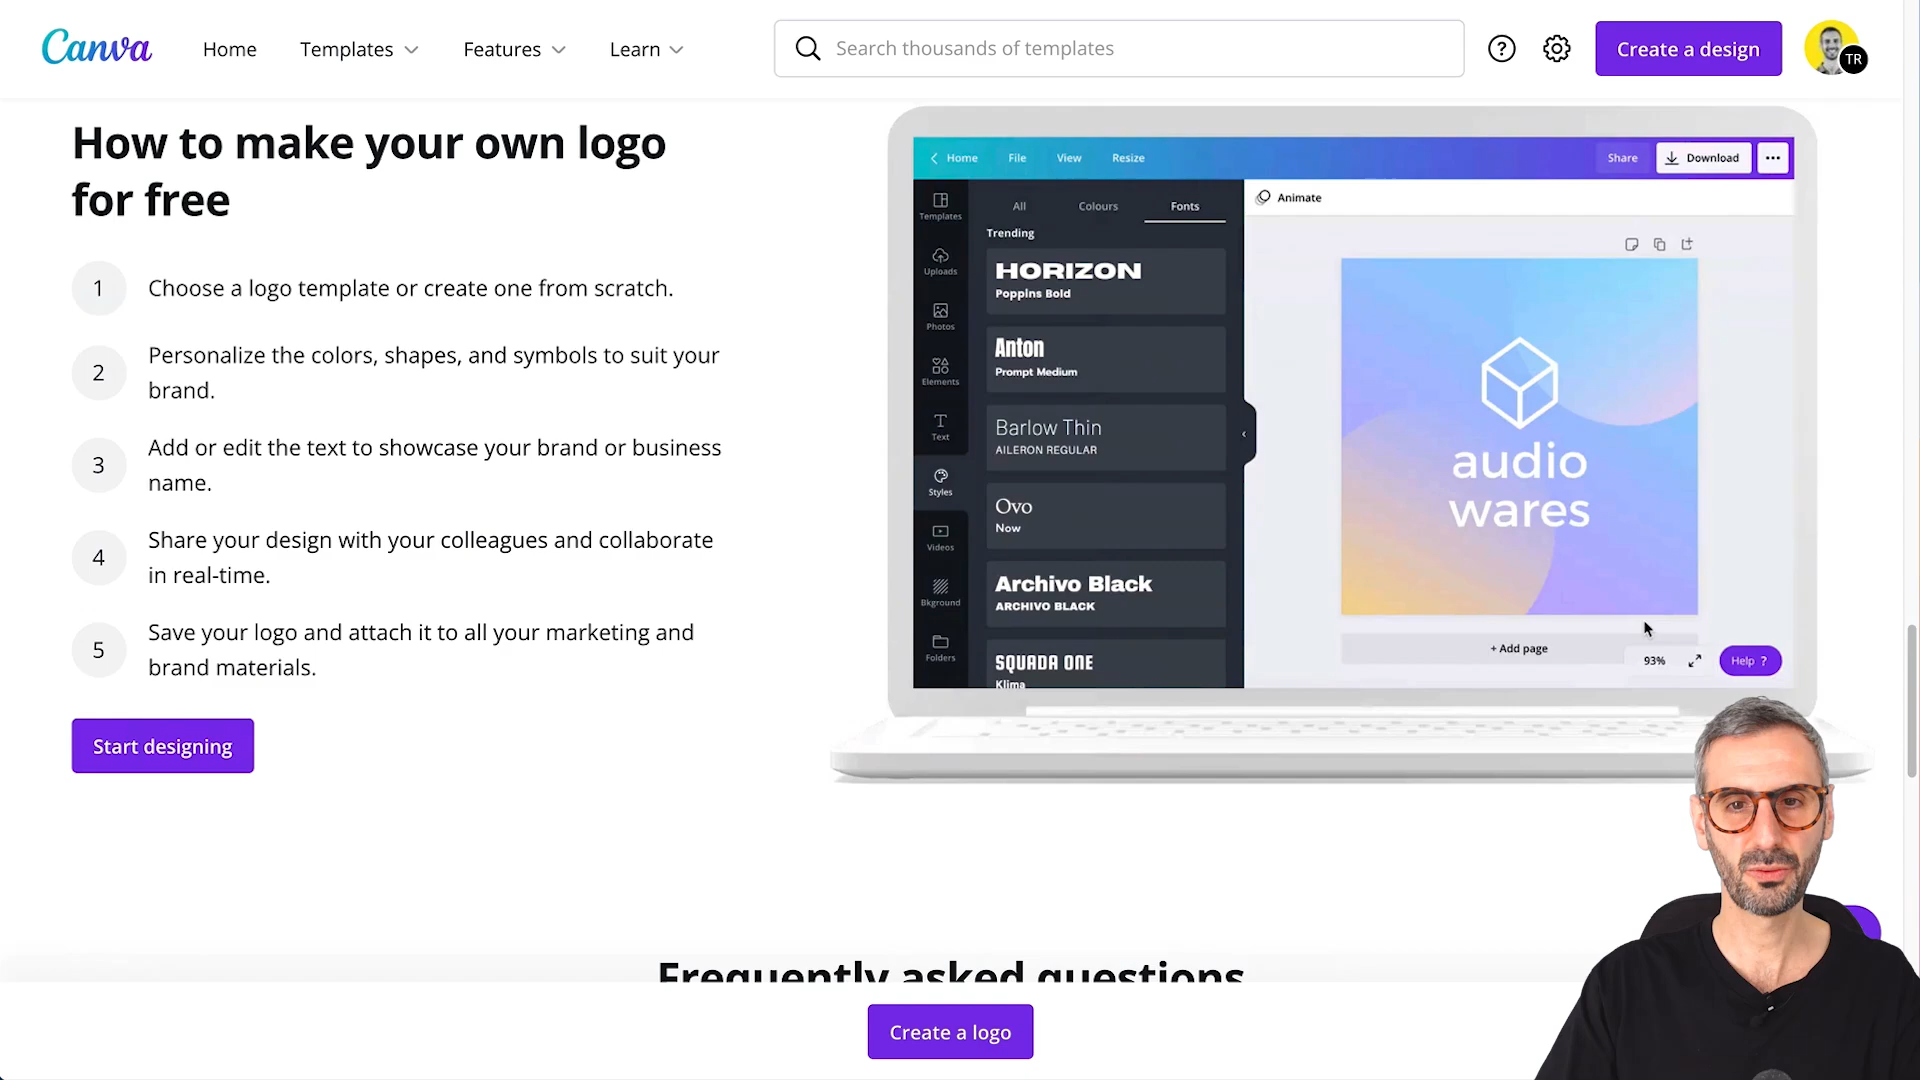 Canva
Home
Templates
Features
Learn
Search thousands of templates
?
Create a design
TR
How to make your own logo
for free
1
Choose a logo template or create one from scratch.
2
Personalize the colors, shapes, and symbols to suit your
brand.
3
Add or edit the text to showcase your brand or business
name.
4
Share your design with your colleagues and collaborate
in real-time.
5
Save your logo and attach it to all your marketing and
brand materials.
Start designing
Home
File
View
Resize
Share
Download
Templates
Uploads
Photos
Elements
Text
Styles
Videos
Bkground
Folders
All
Colours
Fonts
Trending
HORIZON
Poppins Bold
Anton
Prompt Medium
Barlow Thin
AILERON REGULAR
Ovo
Now
Archivo Black
ARCHIVO BLACK
SQUADA ONE
Klima
Animate
audio
wares
+ Add page
93%
Help ?
Frequently asked questions
Create a logo